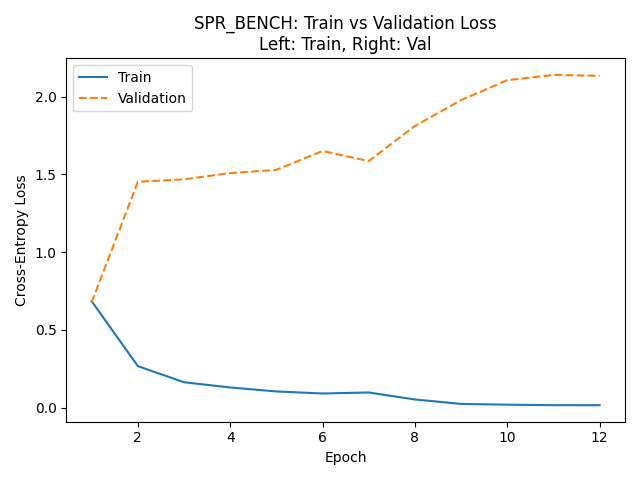 SPR_BENCH: Train vs Validation Loss
Left: Train, Right: Val
Train
Validation
Cross-Entropy Loss
2.0
1.5
1.0
0.5
0.0
2 4 6 8 10 12
Epoch